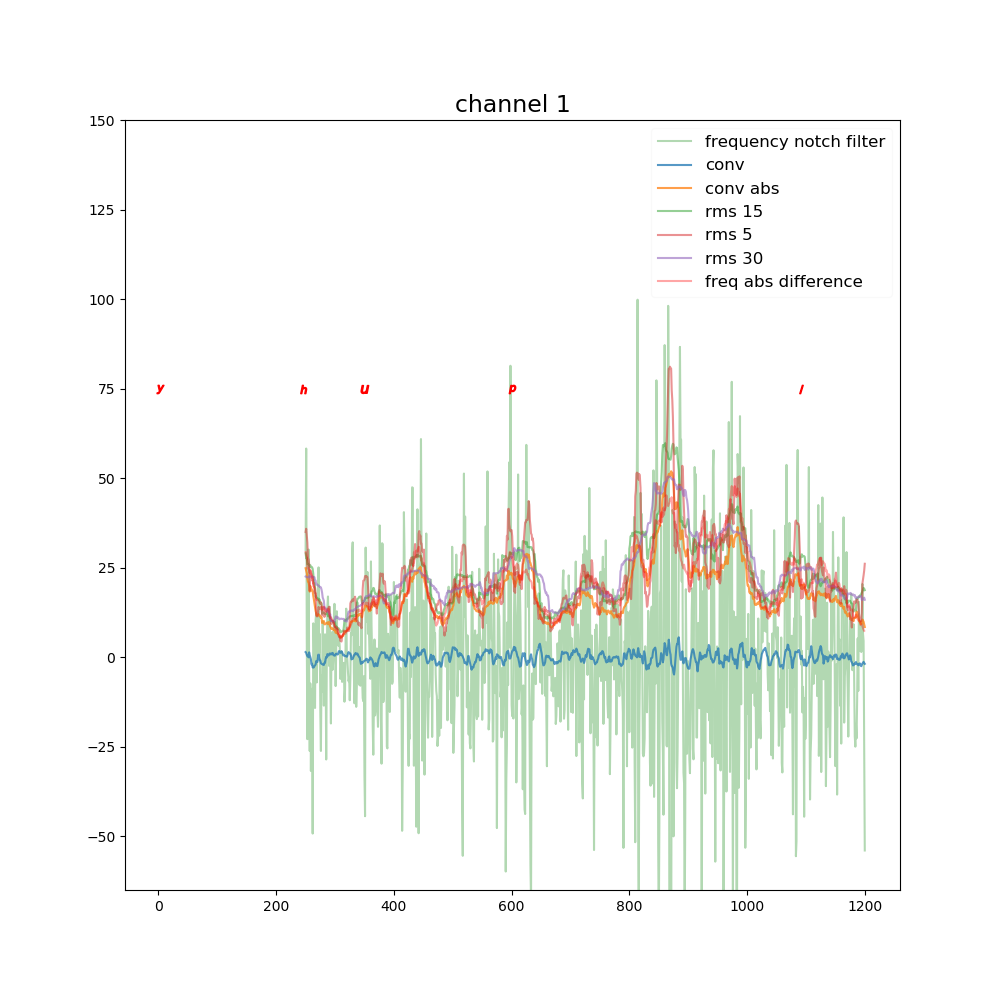 channel 1
150
125
100
75
50
25
0
−25
−50
frequency notch filter
conv
conv abs
rms 15
rms 5
rms 30
freq abs difference
y h u p l
0 200 400 600 800 1000 1200